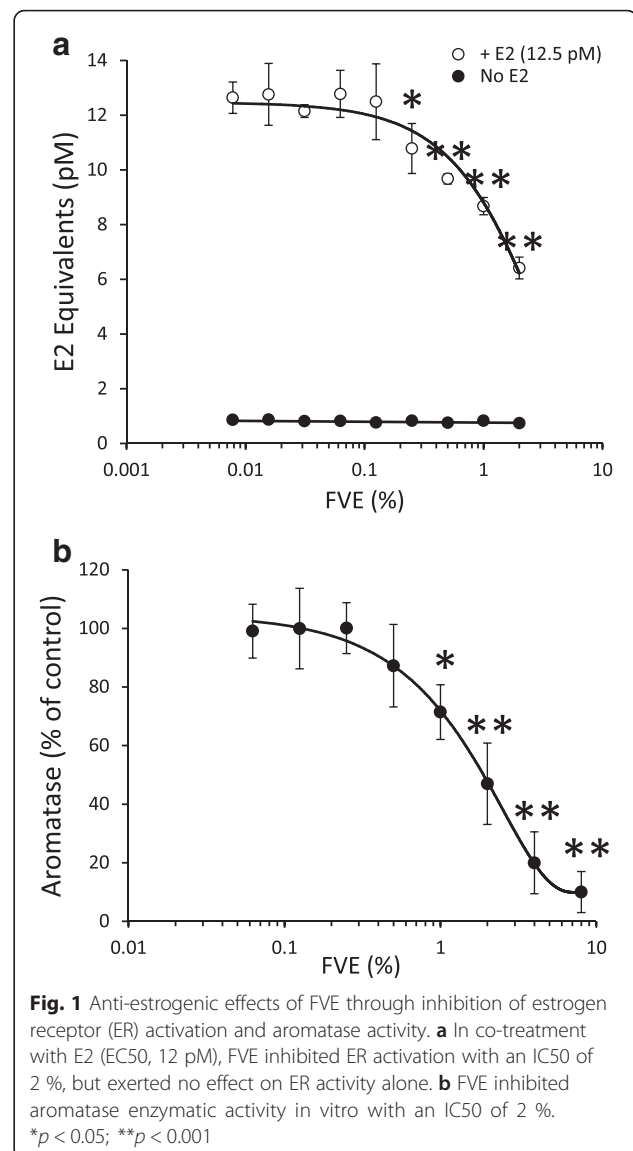 a
○ + E2 (12.5 pM)
● No E2
14
12
10
8
6
4
2
0
E2 Equivalents (pM)
*
**
**
**
0.001 0.01 0.1 1 10
FVE (%)
b
120
100
80
60
40
20
0
Aromatase (% of control)
*
**
**
**
0.01 0.1 1 10
FVE (%)
Fig. 1 Anti-estrogenic effects of FVE through inhibition of estrogen
receptor (ER) activation and aromatase activity. a In co-treatment
with E2 (EC50, 12 pM), FVE inhibited ER activation with an IC50 of
2 %, but exerted no effect on ER activity alone. b FVE inhibited
aromatase enzymatic activity in vitro with an IC50 of 2 %.
*p < 0.05; **p < 0.001